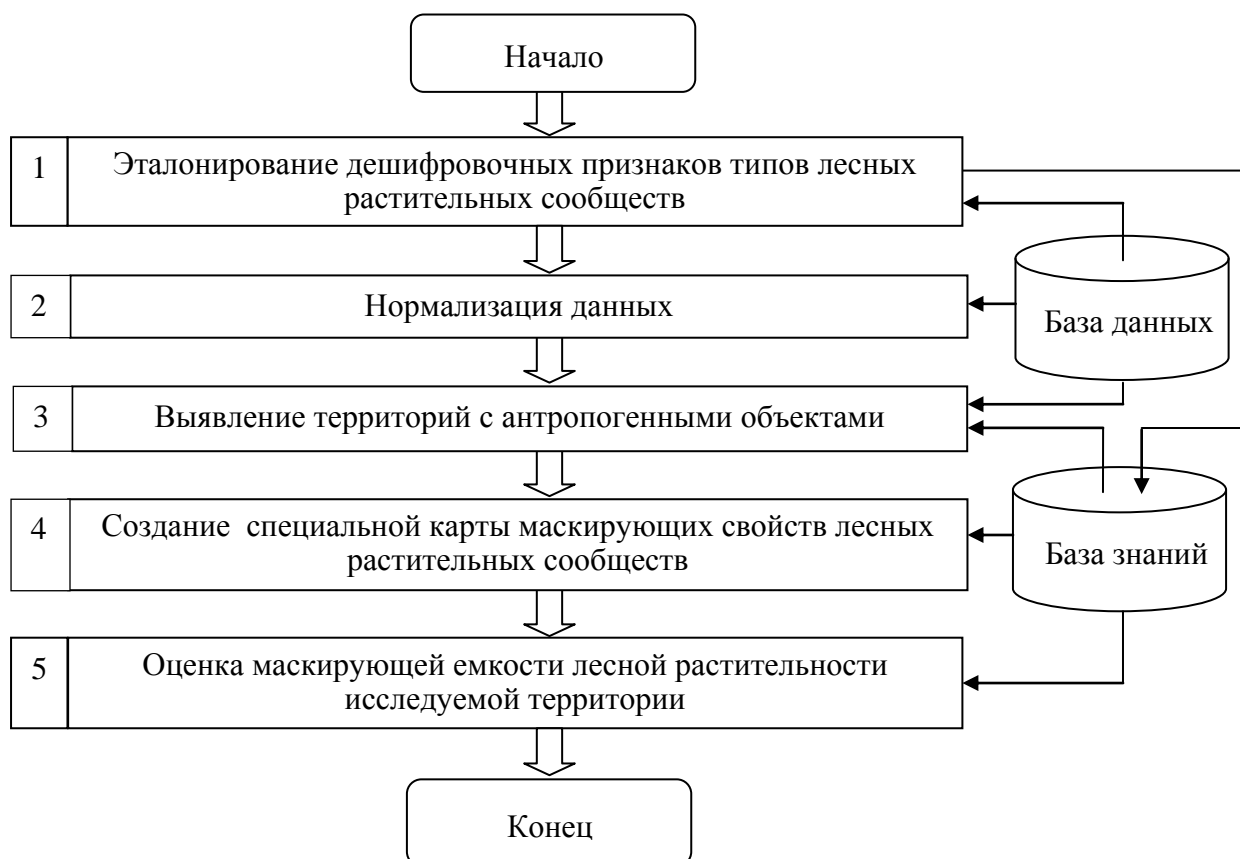 Начало
1
Эталонирование дешифровочных признаков типов лесных
растительных сообществ
2
Нормализация данных
База данных
3
Выявление территорий с антропогенными объектами
4
Создание специальной карты маскирующих свойств лесных
растительных сообществ
База знаний
5
Оценка маскирующей емкости лесной растительности
исследуемой территории
Конец